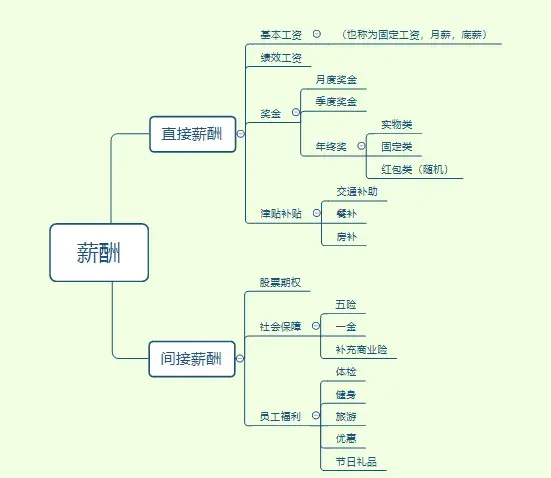 薪酬
直接薪酬
基本工资
（也称为固定工资，月薪，底薪）
绩效工资
奖金
月度奖金
季度奖金
年终奖
实物类
固定类
红包类（随机）
津贴补贴
交通补助
餐补
房补
间接薪酬
股票期权
社会保障
五险
一金
补充商业险
员工福利
体检
健身
旅游
优惠
节日礼品